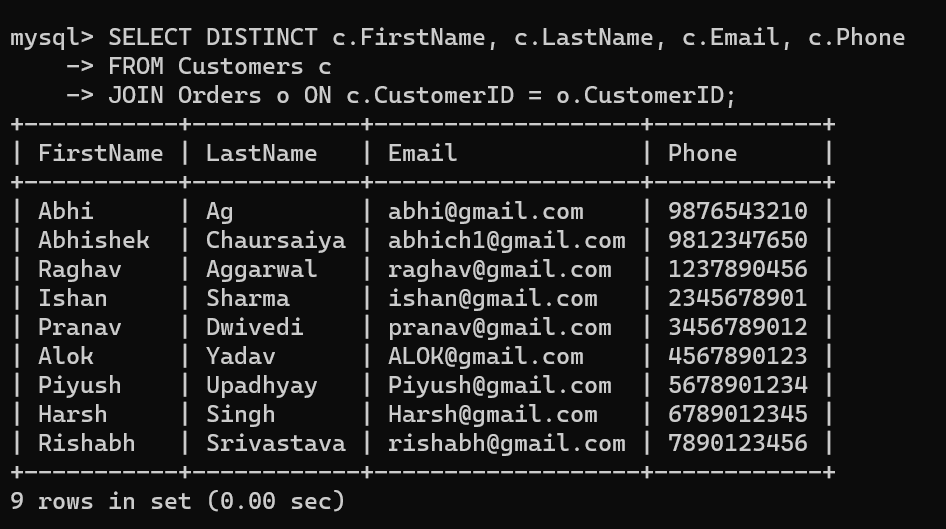 mysql> SELECT DISTINCT c.FirstName, c.LastName, c.Email, c.Phone
    -> FROM Customers c
    -> JOIN Orders o ON c.CustomerID = o.CustomerID;
+-----------+------------+--------------------+------------+
| FirstName | LastName   | Email              | Phone      |
+-----------+------------+--------------------+------------+
| Abhi      | Ag         | abhi@gmail.com     | 9876543210 |
| Abhishek  | Chaursaiya | abhich1@gmail.com  | 9812347650 |
| Raghav    | Aggarwal   | raghav@gmail.com   | 1237890456 |
| Ishan     | Sharma     | ishan@gmail.com    | 2345678901 |
| Pranav    | Dwivedi    | pranav@gmail.com   | 3456789012 |
| Alok      | Yadav      | ALOK@gmail.com     | 4567890123 |
| Piyush    | Upadhyay   | Piyush@gmail.com   | 5678901234 |
| Harsh     | Singh      | Harsh@gmail.com    | 6789012345 |
| Rishabh   | Srivastava | rishabh@gmail.com  | 7890123456 |
+-----------+------------+--------------------+------------+
9 rows in set (0.00 sec)